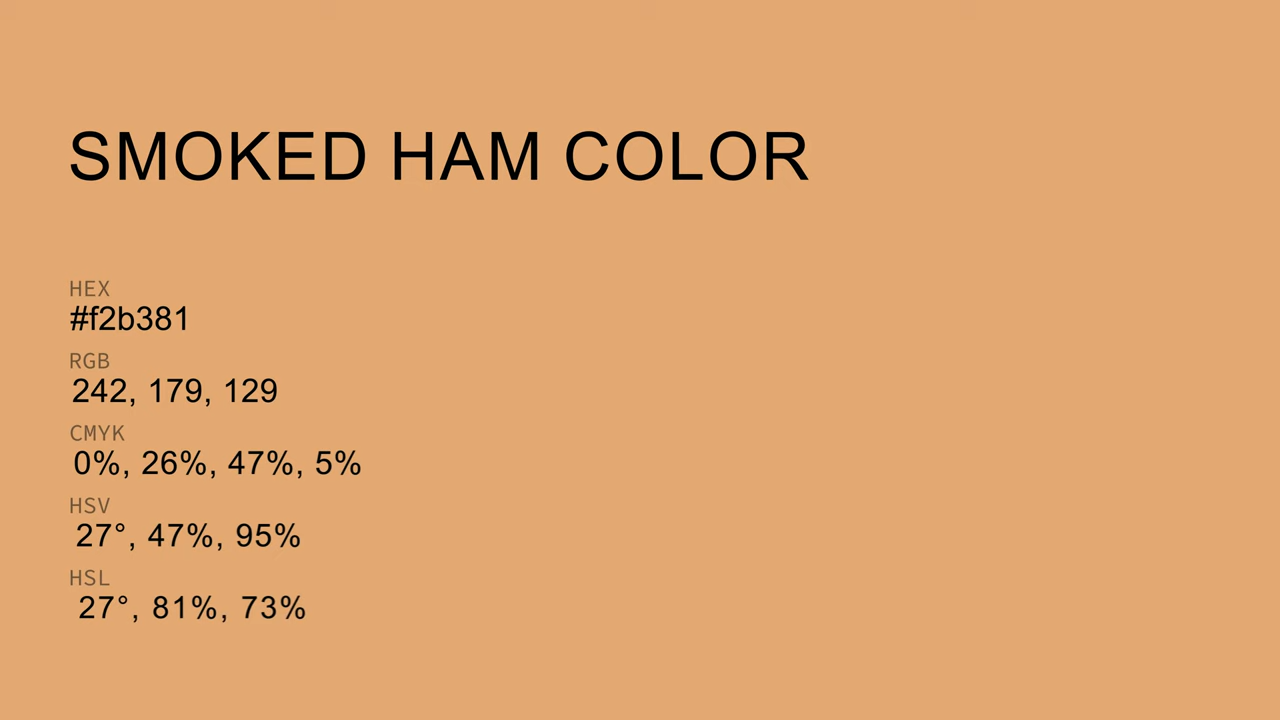 SMOKED HAM COLOR
HEX
#f2b381
RGB
242, 179, 129
CMYK
0%, 26%, 47%, 5%
HSV
27°, 47%, 95%
HSL
27°, 81%, 73%